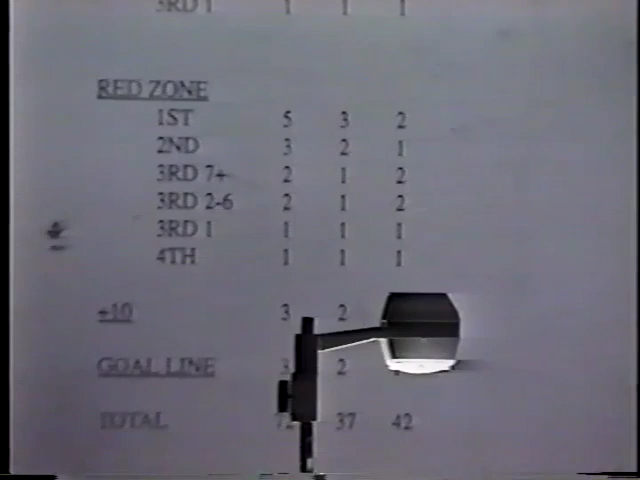 3RD 1 1 1 1
RED ZONE
1ST 5 3 2
2ND 3 2 1
3RD 7+ 2 1 2
3RD 2-6 2 1 2
3RD 1 1 1 1
4TH 1 1 1
+10 3 2
GOAL LINE 3 2
TOTAL 72 37 42